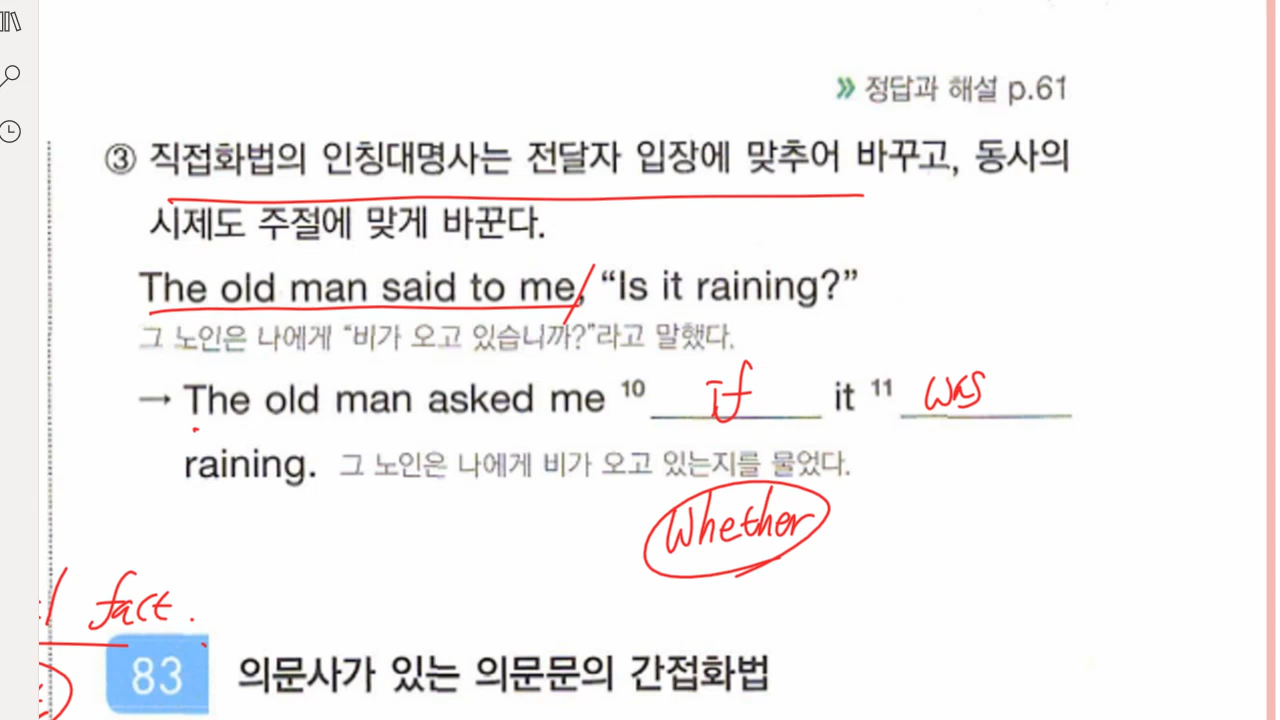 » 정답과 해설 p.61
③ 직접화법의 인칭대명사는 전달자 입장에 맞추어 바꾸고, 동사의
시제도 주절에 맞게 바꾼다.
The old man said to me, “Is it raining?”
그 노인은 나에게 “비가 오고 있습니까?”라고 말했다.
→ The old man asked me 10 if it 11 was
raining. 그 노인은 나에게 비가 오고 있는지를 물었다.
Whether
fact.
83 의문사가 있는 의문문의 간접화법